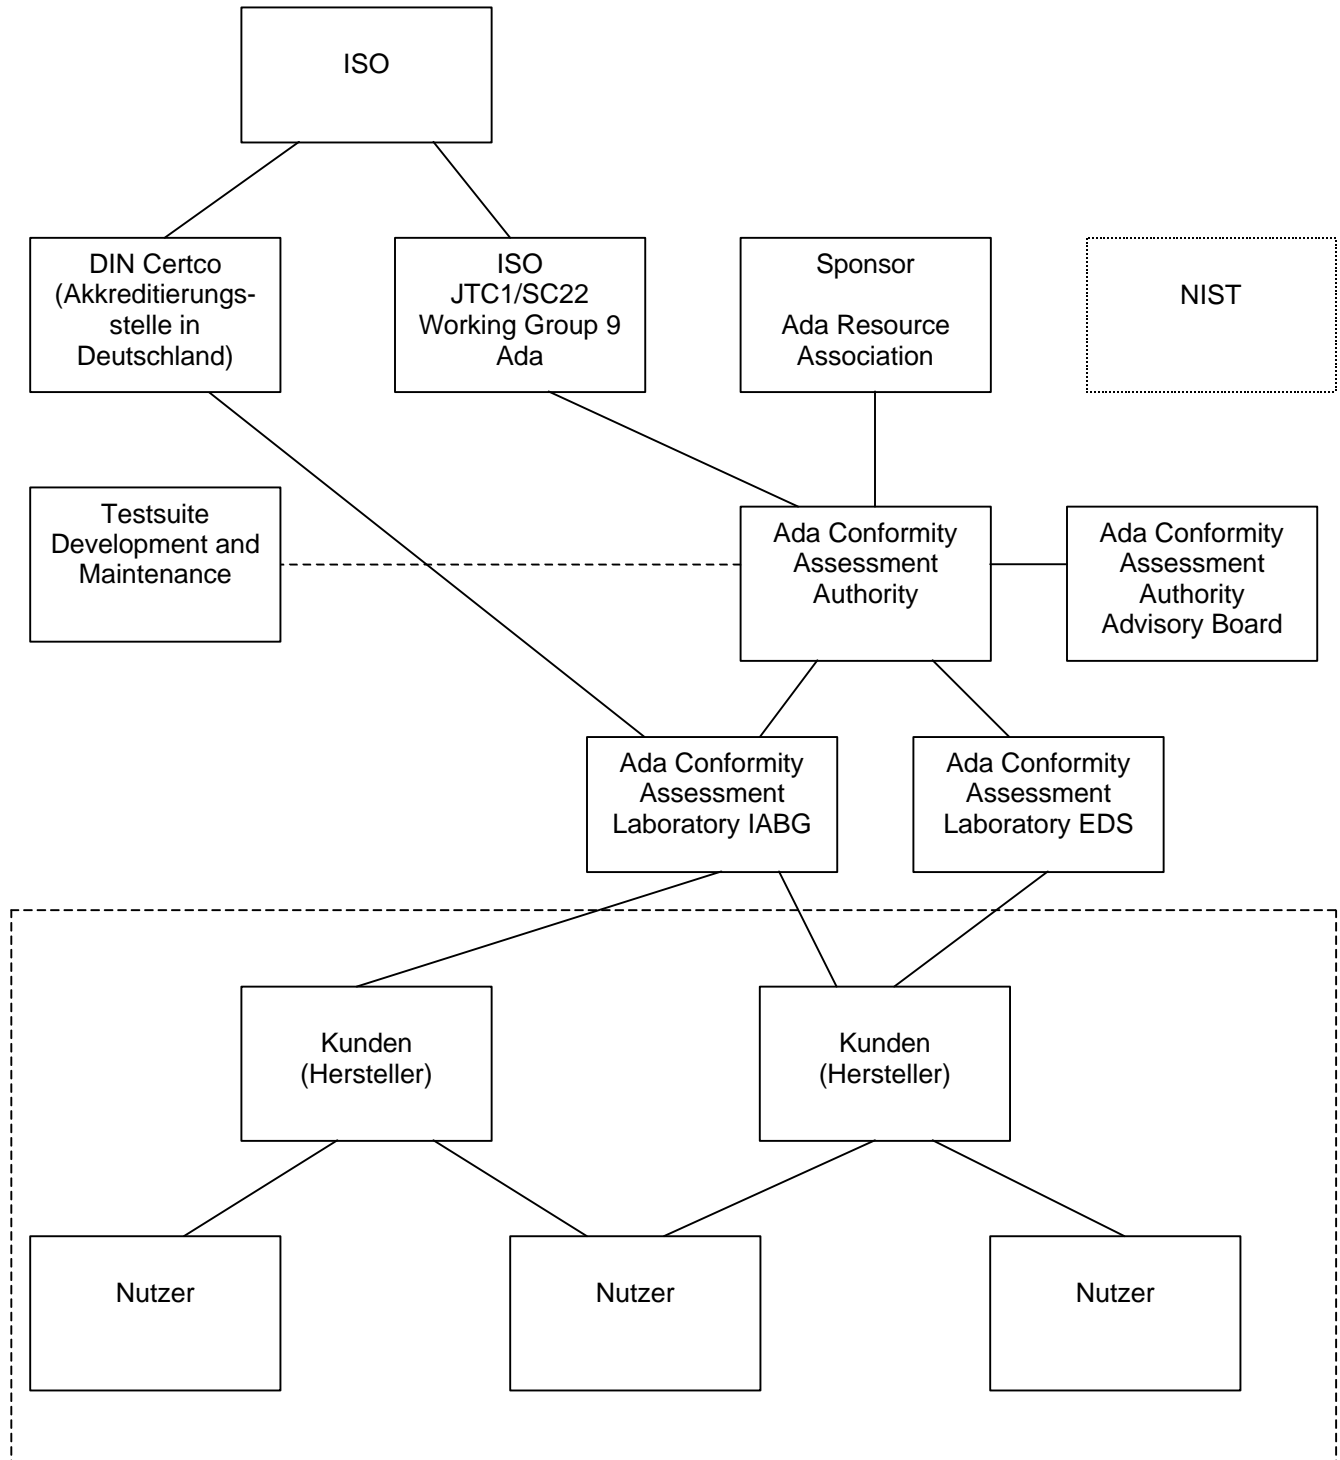 ISO
DIN Certco
(Akkreditierungs-
stelle in
Deutschland)
ISO
JTC1/SC22
Working Group 9
Ada
Sponsor
Ada Resource
Association
NIST
Testsuite
Development and
Maintenance
Ada Conformity
Assessment
Authority
Ada Conformity
Assessment
Authority
Advisory Board
Ada Conformity
Assessment
Laboratory IABG
Ada Conformity
Assessment
Laboratory EDS
Kunden
(Hersteller)
Kunden
(Hersteller)
Nutzer
Nutzer
Nutzer